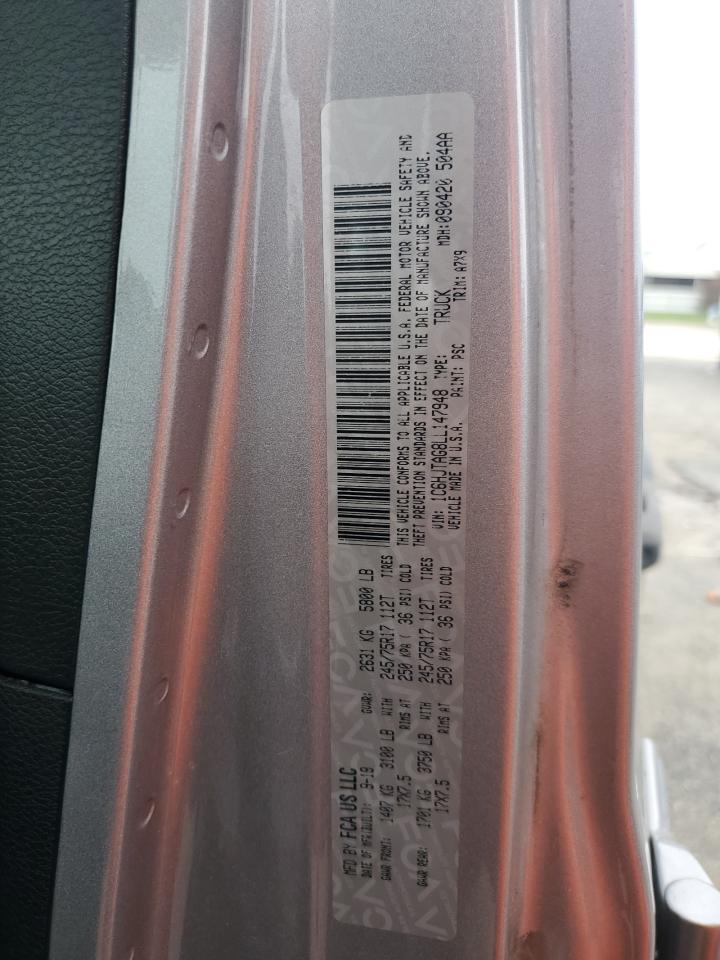 MFD BY FCA US LLC
DATE OF MFR(BUILT): 9-19 GVWR: 2631 KG 5800 LB
GAWR FRONT: 1407 KG 3100 LB WITH 245/75R17 112T TIRES
17X7.5 RIMS AT 250 KPA( 36 PSI) COLD
GAWR REAR: 1701 KG 3750 LB WITH 245/75R17 112T TIRES
17X7.5 RIMS AT 250 KPA( 36 PSI) COLD
THIS VEHICLE CONFORMS TO ALL APPLICABLE U.S.A. FEDERAL MOTOR VEHICLE SAFETY AND
THEFT PREVENTION STANDARDS IN EFFECT ON THE DATE OF MANUFACTURE SHOWN ABOVE.
VIN: 1C6HJTAG8LL147948 TYPE: TRUCK MDH:090420 504AA
VEHICLE MADE IN U.S.A. PAINT: PSC TRIM: A7X9